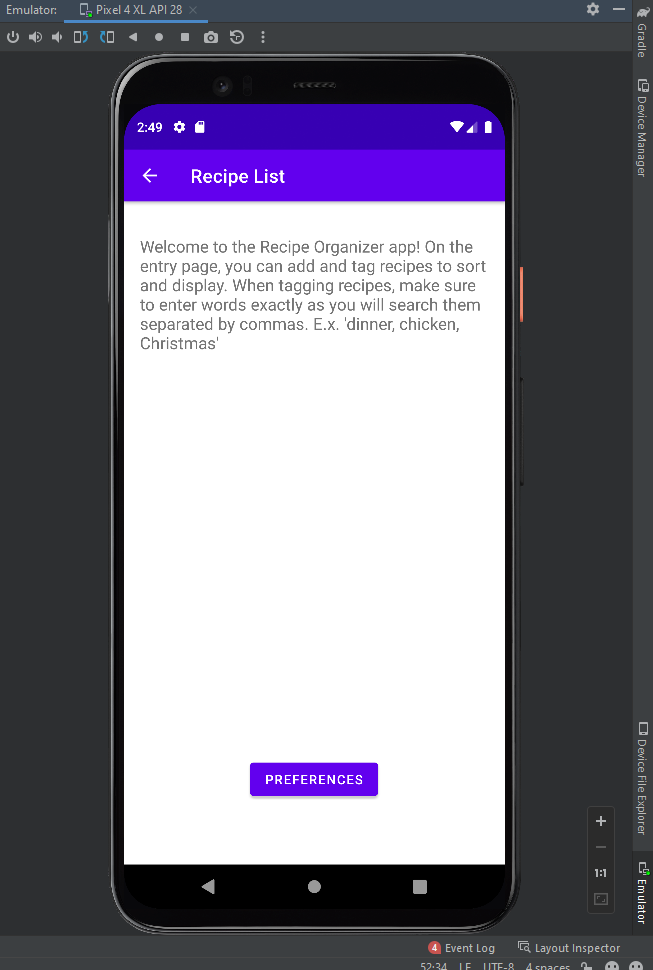 Emulator: Pixel 4 XL API 28
Gradle
Device Manager
2:49
Recipe List
Welcome to the Recipe Organizer app! On the
entry page, you can add and tag recipes to sort
and display. When tagging recipes, make sure
to enter words exactly as you will search them
separated by commas. E.x. 'dinner, chicken,
Christmas'
PREFERENCES
Device File Explorer
1:1
Emulator
4 Event Log Layout Inspector
52:34 LF UTF-8 4 spaces